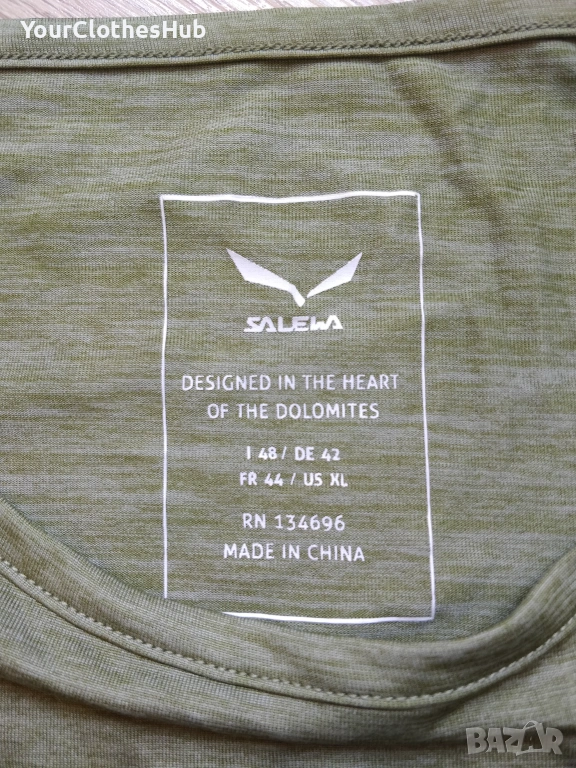 YourClothesHub
SALEWA
DESIGNED IN THE HEART
OF THE DOLOMITES
I 48 / DE 42
FR 44 / US XL
RN 134696
MADE IN CHINA
BAZAR